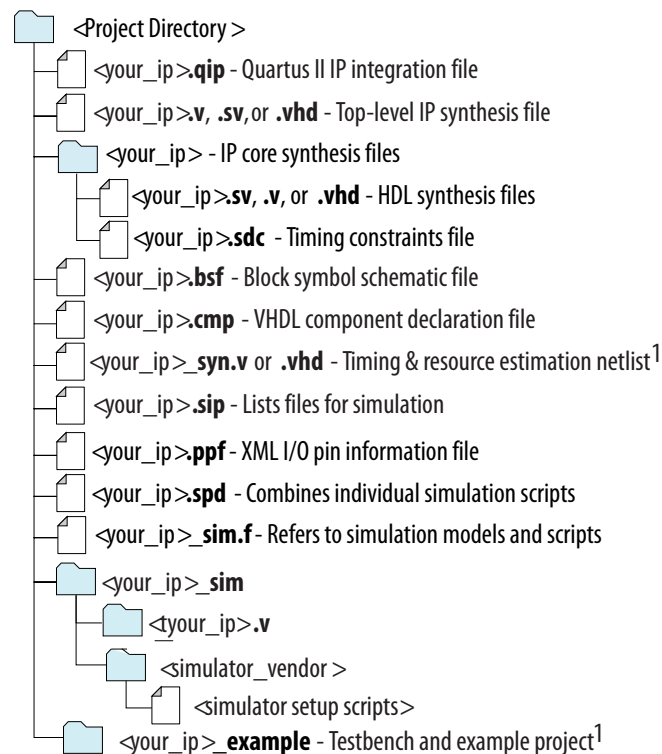 <Project Directory >
<your_ip>.qip - Quartus II IP integration file
<your_ip>.v, .sv, or .vhd - Top-level IP synthesis file
<your_ip> - IP core synthesis files
<your_ip>.sv, .v, or .vhd - HDL synthesis files
<your_ip>.sdc - Timing constraints file
<your_ip>.bsf - Block symbol schematic file
<your_ip>.cmp - VHDL component declaration file
<your_ip>_syn.v or .vhd - Timing & resource estimation netlist1
<your_ip>.sip - Lists files for simulation
<your_ip>.ppf - XML I/O pin information file
<your_ip>.spd - Combines individual simulation scripts
<your_ip>_sim.f - Refers to simulation models and scripts
<your_ip>_sim
<tyour_ip>.v
<simulator_vendor >
<simulator setup scripts>
<your_ip>_example - Testbench and example project1